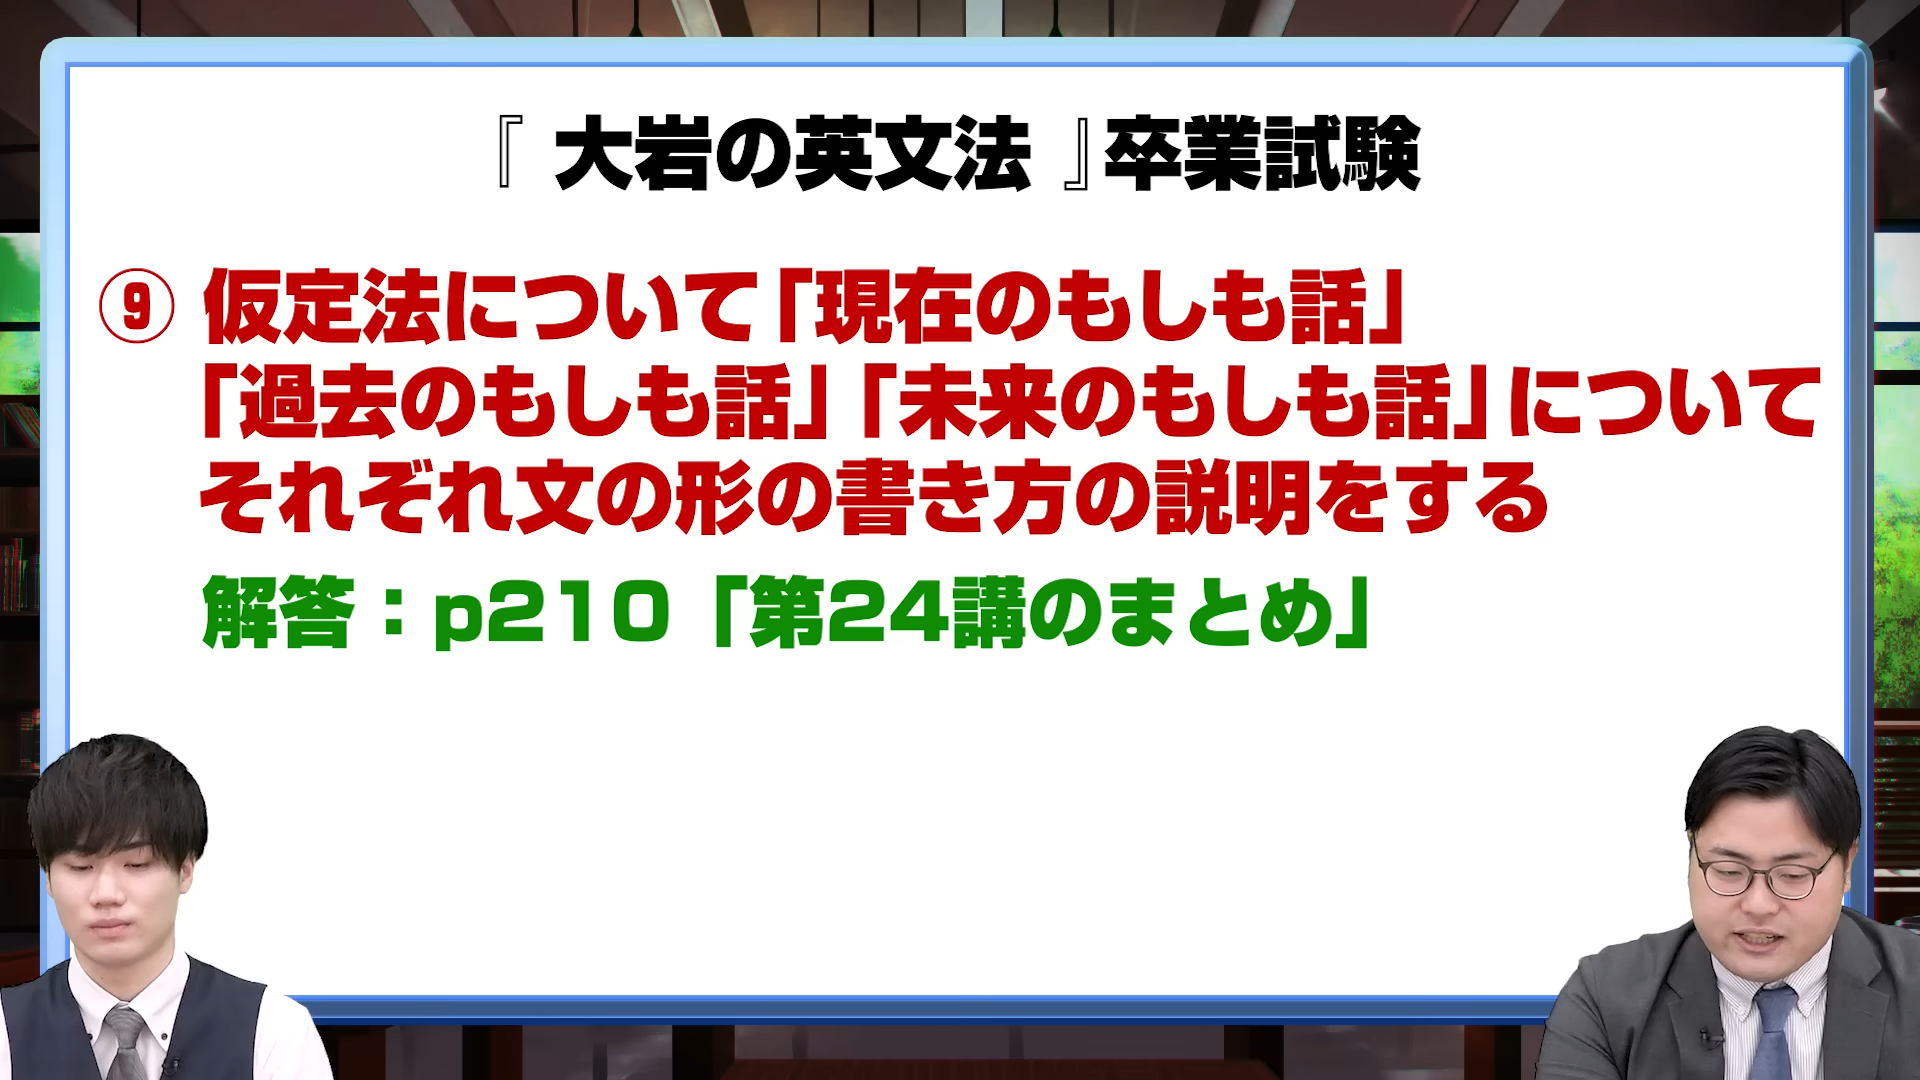 『 大岩の英文法 』卒業試験
⑨ 仮定法について「現在のもしも話」
「過去のもしも話」「未来のもしも話」について
それぞれ文の形の書き方の説明をする
解答：p210「第24講のまとめ」